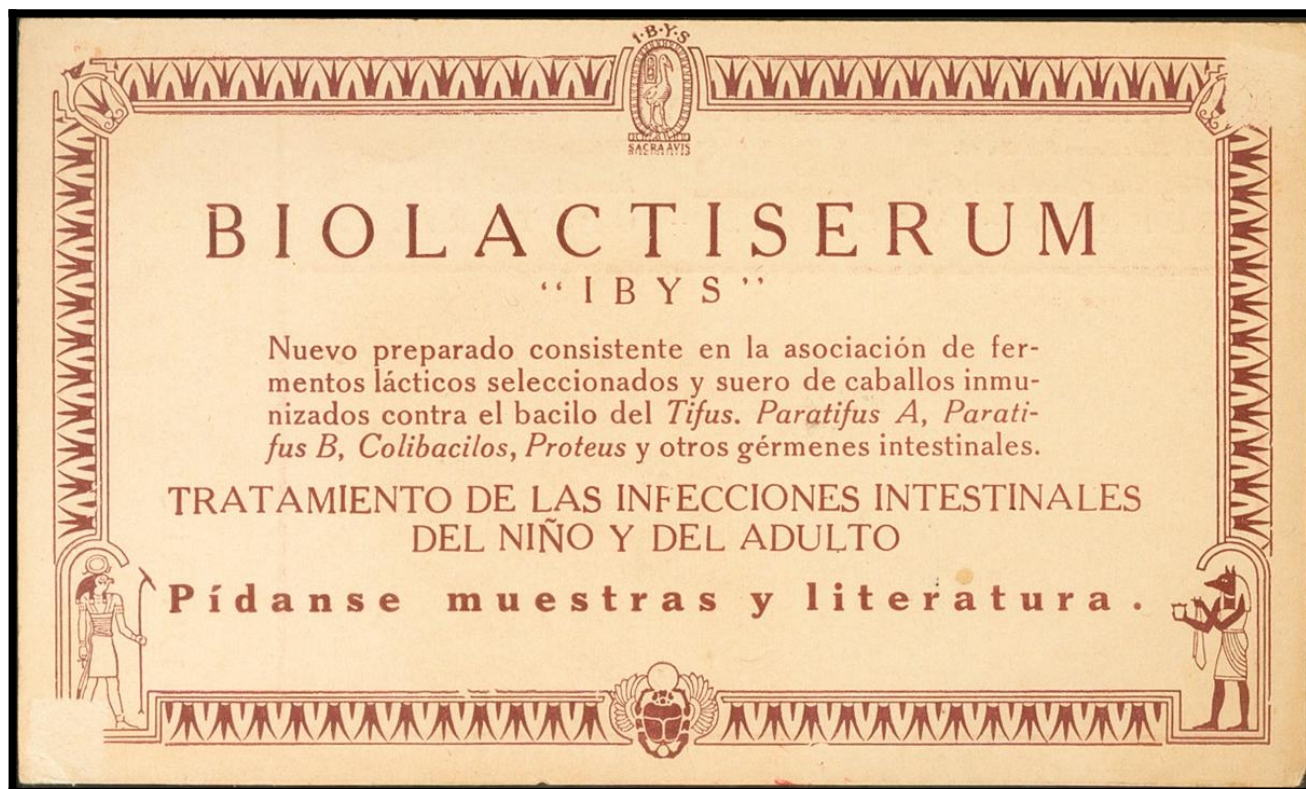 I·B·Y·S
SACRA AVIS
BIOLACTISERUM
“IBYS”
Nuevo preparado consistente en la asociación de fer-
mentos lácticos seleccionados y suero de caballos inmu-
nizados contra el bacilo del Tifus. Paratifus A, Parati-
fus B, Colibacilos, Proteus y otros gérmenes intestinales.
TRATAMIENTO DE LAS INFECCIONES INTESTINALES
DEL NIÑO Y DEL ADULTO
Pídanse muestras y literatura.